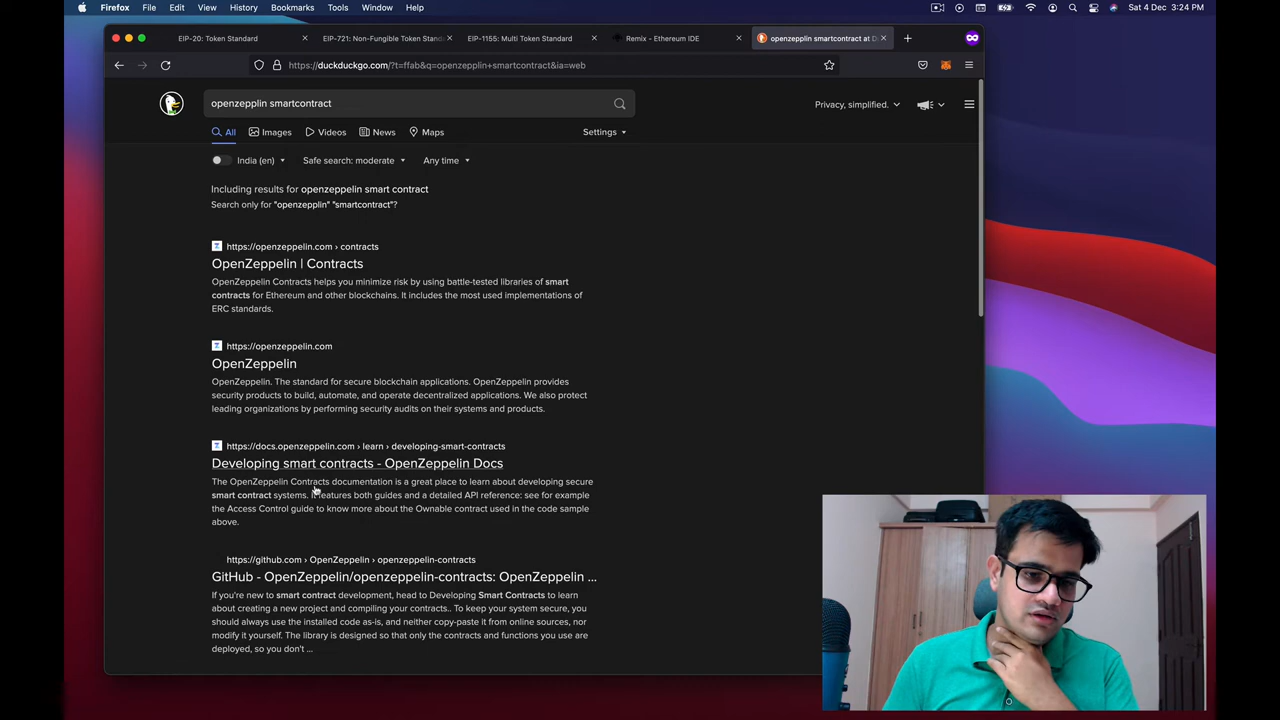 Firefox File Edit View History Bookmarks Tools Window Help Sat 4 Dec 3:24 PM
EIP-20: Token Standard EIP-721: Non-Fungible Token Stand EIP-1155: Multi Token Standard Remix - Ethereum IDE openzepplin smartcontract at D
https://duckduckgo.com/?t=ffab&q=openzepplin+smartcontract&ia=web
openzepplin smartcontract
Privacy, simplified.
All Images Videos News Maps Settings
India (en) Safe search: moderate Any time
Including results for openzeppelin smart contract
Search only for "openzepplin" "smartcontract"?
https://openzeppelin.com › contracts
OpenZeppelin | Contracts
OpenZeppelin Contracts helps you minimize risk by using battle-tested libraries of smart
contracts for Ethereum and other blockchains. It includes the most used implementations of
ERC standards.
https://openzeppelin.com
OpenZeppelin
OpenZeppelin. The standard for secure blockchain applications. OpenZeppelin provides
security products to build, automate, and operate decentralized applications. We also protect
leading organizations by performing security audits on their systems and products.
https://docs.openzeppelin.com › learn › developing-smart-contracts
Developing smart contracts - OpenZeppelin Docs
The OpenZeppelin Contracts documentation is a great place to learn about developing secure
smart contract systems. It features both guides and a detailed API reference: see for example
the Access Control guide to know more about the Ownable contract used in the code sample
above.
https://github.com › OpenZeppelin › openzeppelin-contracts
GitHub - OpenZeppelin/openzeppelin-contracts: OpenZeppelin ...
If you're new to smart contract development, head to Developing Smart Contracts to learn
about creating a new project and compiling your contracts.. To keep your system secure, you
should always use the installed code as-is, and neither copy-paste it from online sources, nor
modify it yourself. The library is designed so that only the contracts and functions you use are
deployed, so you don't ...